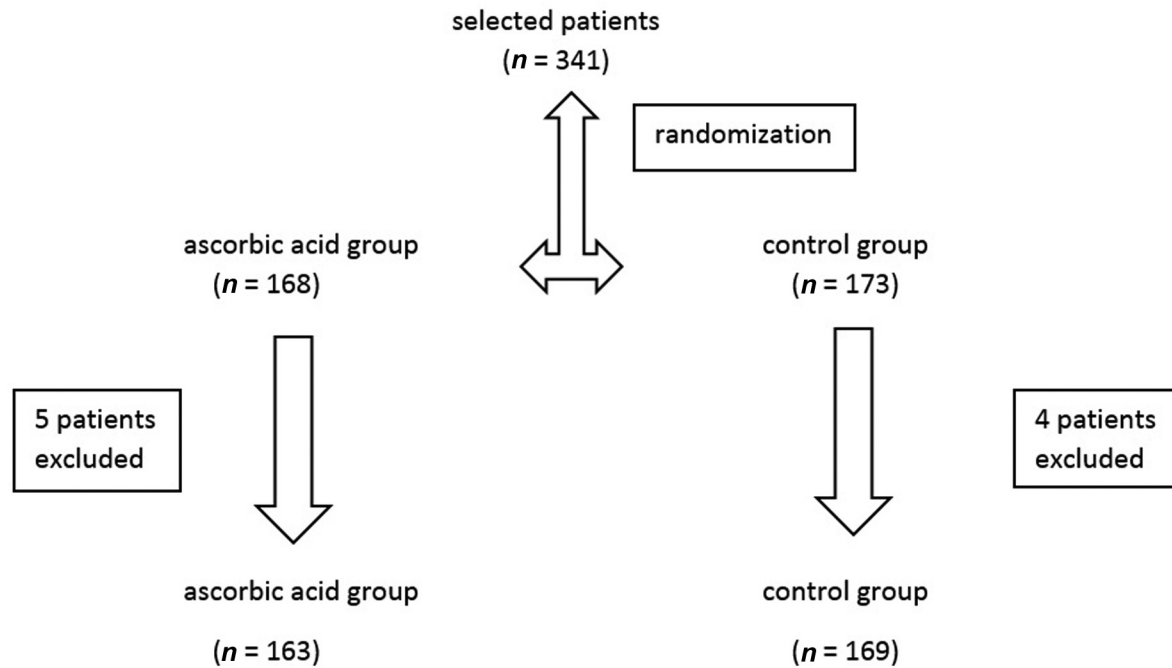 selected patients
(n = 341)
randomization
ascorbic acid group
(n = 168)
control group
(n = 173)
5 patients
excluded
4 patients
excluded
ascorbic acid group
(n = 163)
control group
(n = 169)